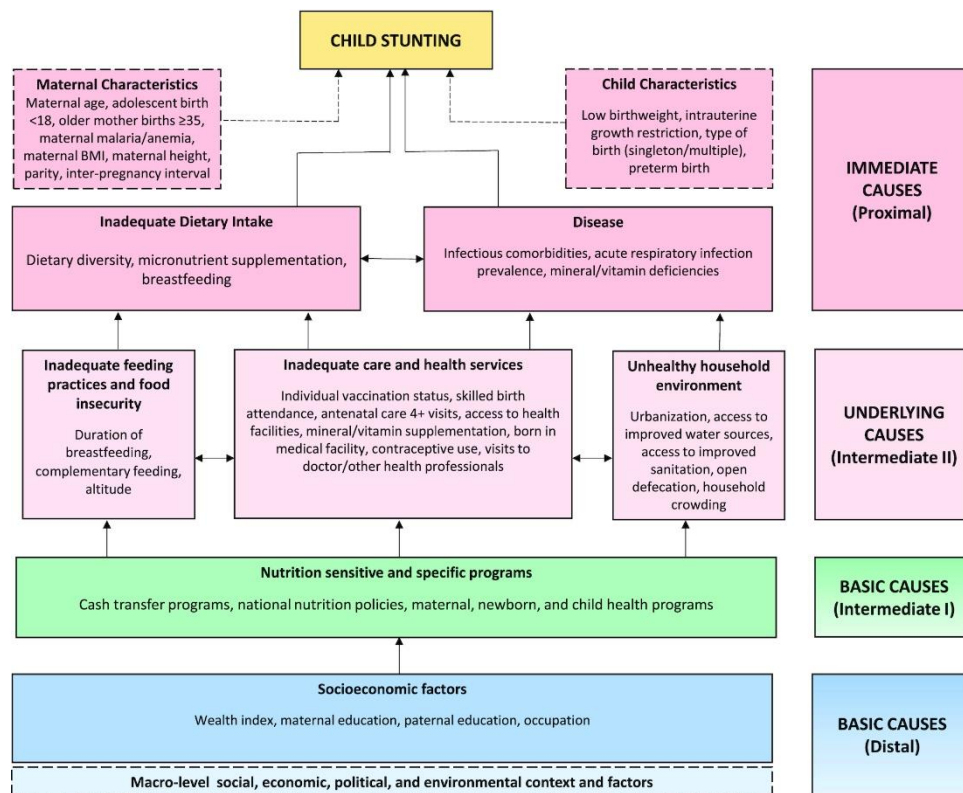 CHILD STUNTING
Maternal Characteristics
Maternal age, adolescent birth
<18, older mother births ≥35,
maternal malaria/anemia,
maternal BMI, maternal height,
parity, inter-pregnancy interval
Child Characteristics
Low birthweight, intrauterine
growth restriction, type of
birth (singleton/multiple),
preterm birth
IMMEDIATE
CAUSES
(Proximal)
Inadequate Dietary Intake
Dietary diversity, micronutrient supplementation,
breastfeeding
Disease
Infectious comorbidities, acute respiratory infection
prevalence, mineral/vitamin deficiencies
Inadequate feeding
practices and food
insecurity
Duration of
breastfeeding,
complementary feeding,
altitude
Inadequate care and health services
Individual vaccination status, skilled birth
attendance, antenatal care 4+ visits, access to health
facilities, mineral/vitamin supplementation, born in
medical facility, contraceptive use, visits to
doctor/other health professionals
Unhealthy household
environment
Urbanization, access to
improved water sources,
access to improved
sanitation, open
defecation, household
crowding
UNDERLYING
CAUSES
(Intermediate II)
Nutrition sensitive and specific programs
Cash transfer programs, national nutrition policies, maternal, newborn, and child health programs
BASIC CAUSES
(Intermediate I)
Socioeconomic factors
Wealth index, maternal education, paternal education, occupation
BASIC CAUSES
(Distal)
Macro-level social, economic, political, and environmental context and factors